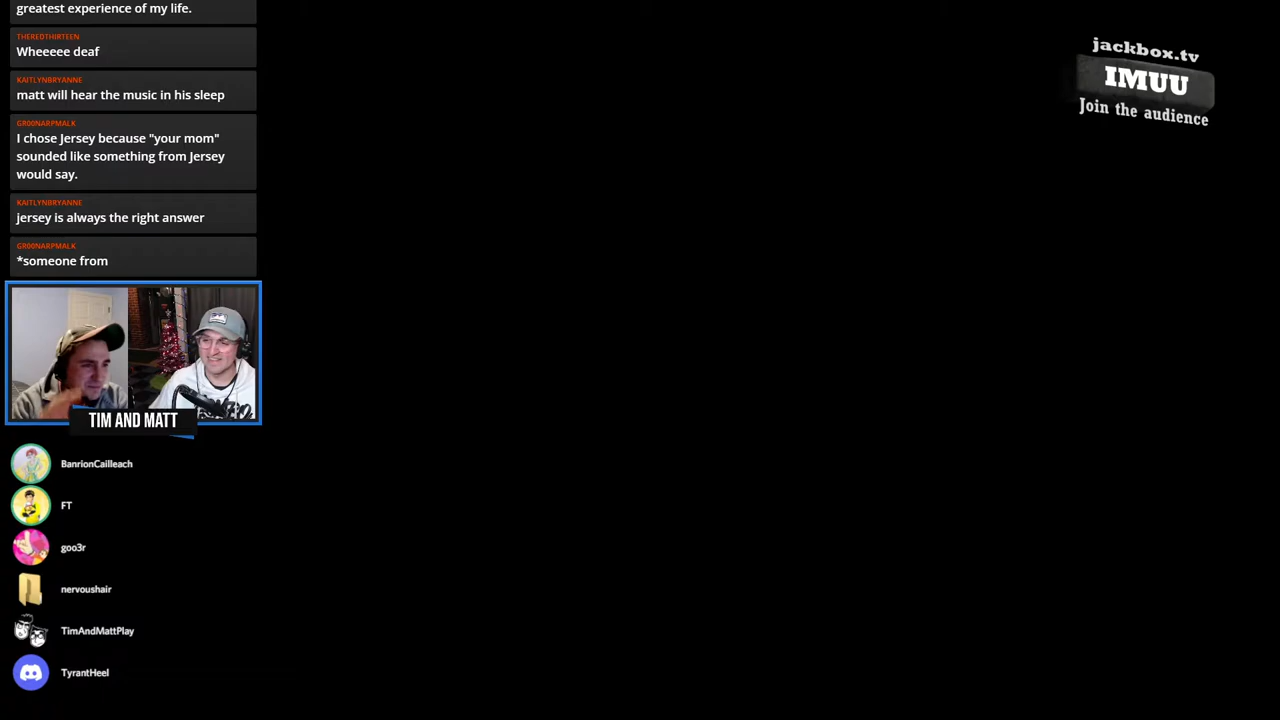 greatest experience of my life.
THEREDTHIRTEEN
Wheeeee deaf
KAITLYNBRYANNE
matt will hear the music in his sleep
GR00NARPMALK
I chose Jersey because "your mom"
sounded like something from Jersey
would say.
KAITLYNBRYANNE
jersey is always the right answer
GR00NARPMALK
*someone from
TIM AND MATT
BanrionCailleach
FT
goo3r
nervoushair
TimAndMattPlay
TyrantHeel
jackbox.tv
IMUU
Join the audience